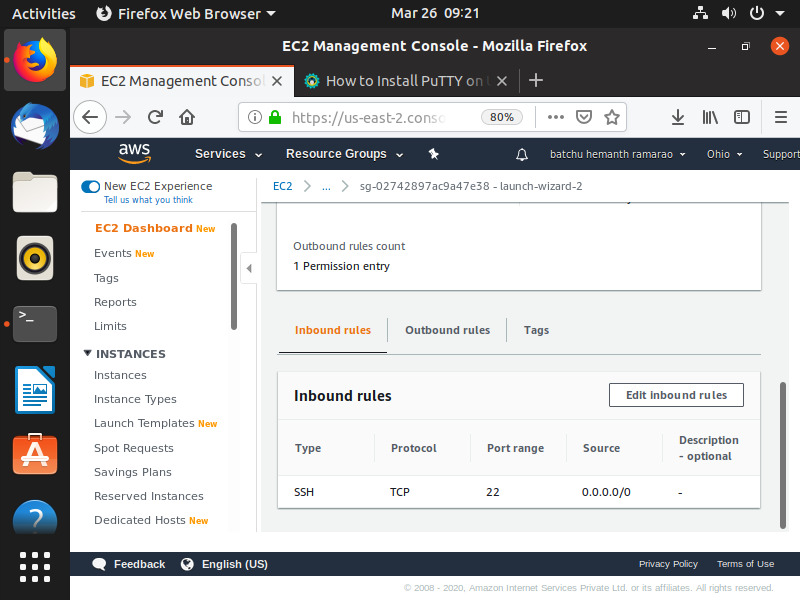 Activities
Firefox Web Browser
Mar 26 09:21
EC2 Management Console - Mozilla Firefox
EC2 Management Consol
How to Install PuTTY on
https://us-east-2.conso
80%
aws
Services
Resource Groups
batchu hemanth ramarao
Ohio
Support
New EC2 Experience
Tell us what you think
EC2 Dashboard New
Events New
Tags
Reports
Limits
INSTANCES
Instances
Instance Types
Launch Templates New
Spot Requests
Savings Plans
Reserved Instances
Dedicated Hosts New
EC2
...
sg-02742897ac9a47e38 - launch-wizard-2
Outbound rules count
1 Permission entry
Inbound rules
Outbound rules
Tags
Inbound rules
Edit inbound rules
Type
Protocol
Port range
Source
Description
- optional
SSH
TCP
22
0.0.0.0/0
-
Feedback
English (US)
Privacy Policy
Terms of Use
© 2008 - 2020, Amazon Internet Services Private Ltd. or its affiliates. All rights reserved.